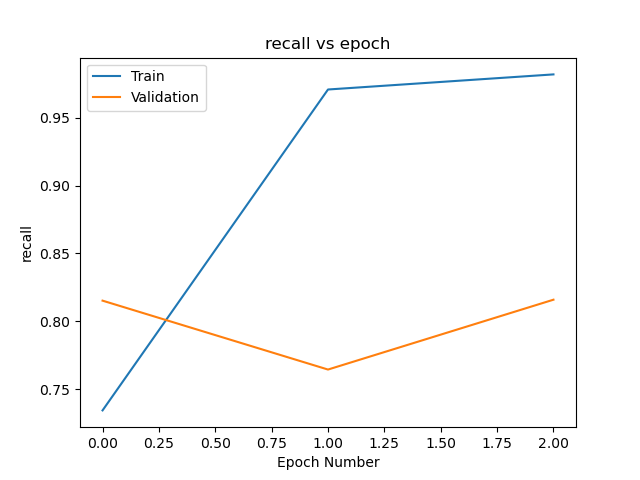 recall vs epoch
Train
Validation
0.95
0.90
0.85
0.80
0.75
recall
0.00 0.25 0.50 0.75 1.00 1.25 1.50 1.75 2.00
Epoch Number